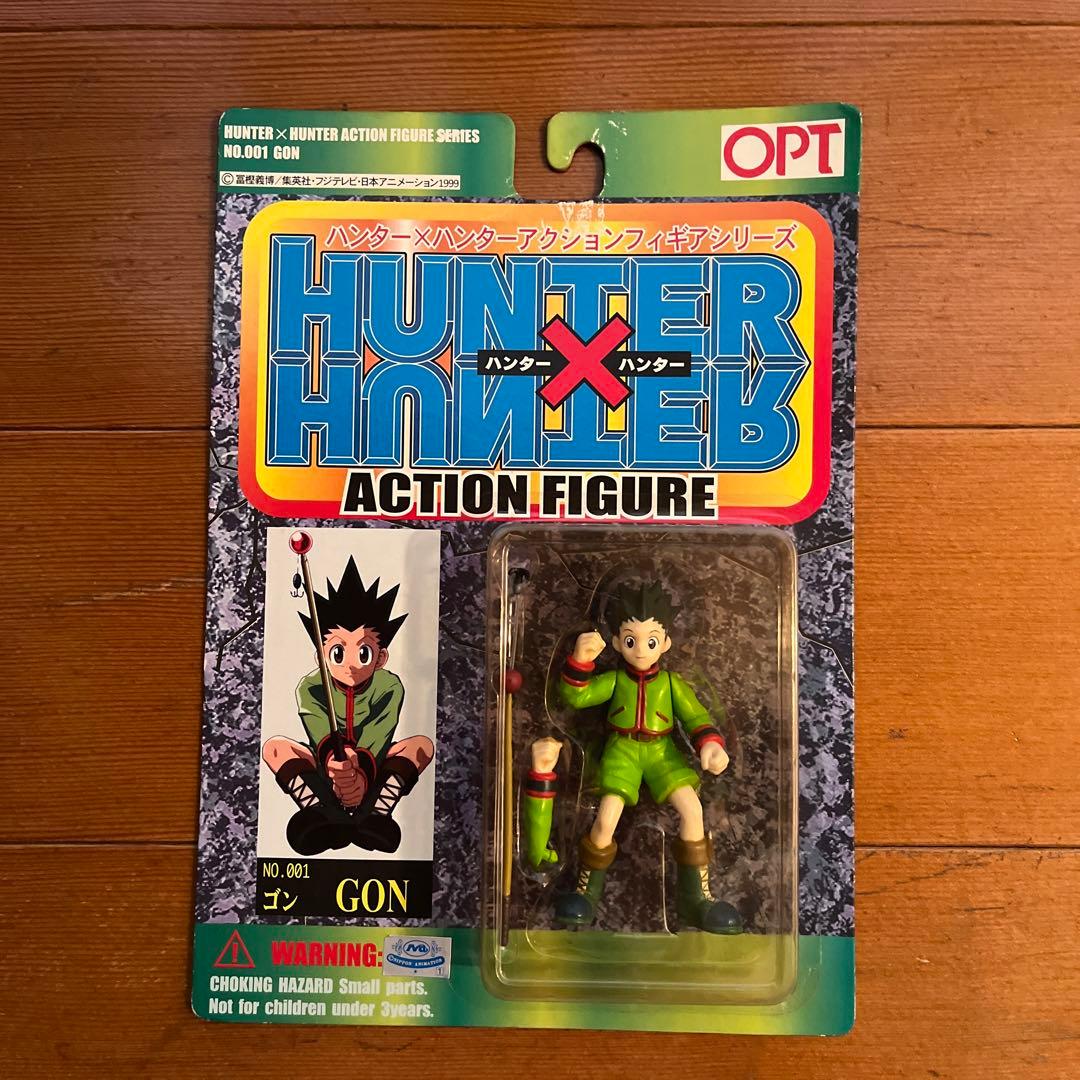 HUNTER×HUNTER ACTION FIGURE SERIES
NO.001 GON
©冨樫義博/集英社・フジテレビ・日本アニメーション1999
OPT
ハンター×ハンターアクションフィギアシリーズ
HUNTER
ハンター×ハンター
HUNTER
ACTION FIGURE
NO.001
ゴン GON
WARNING:
©NIPPON ANIMATION
1
CHOKING HAZARD Small parts.
Not for children under 3years.